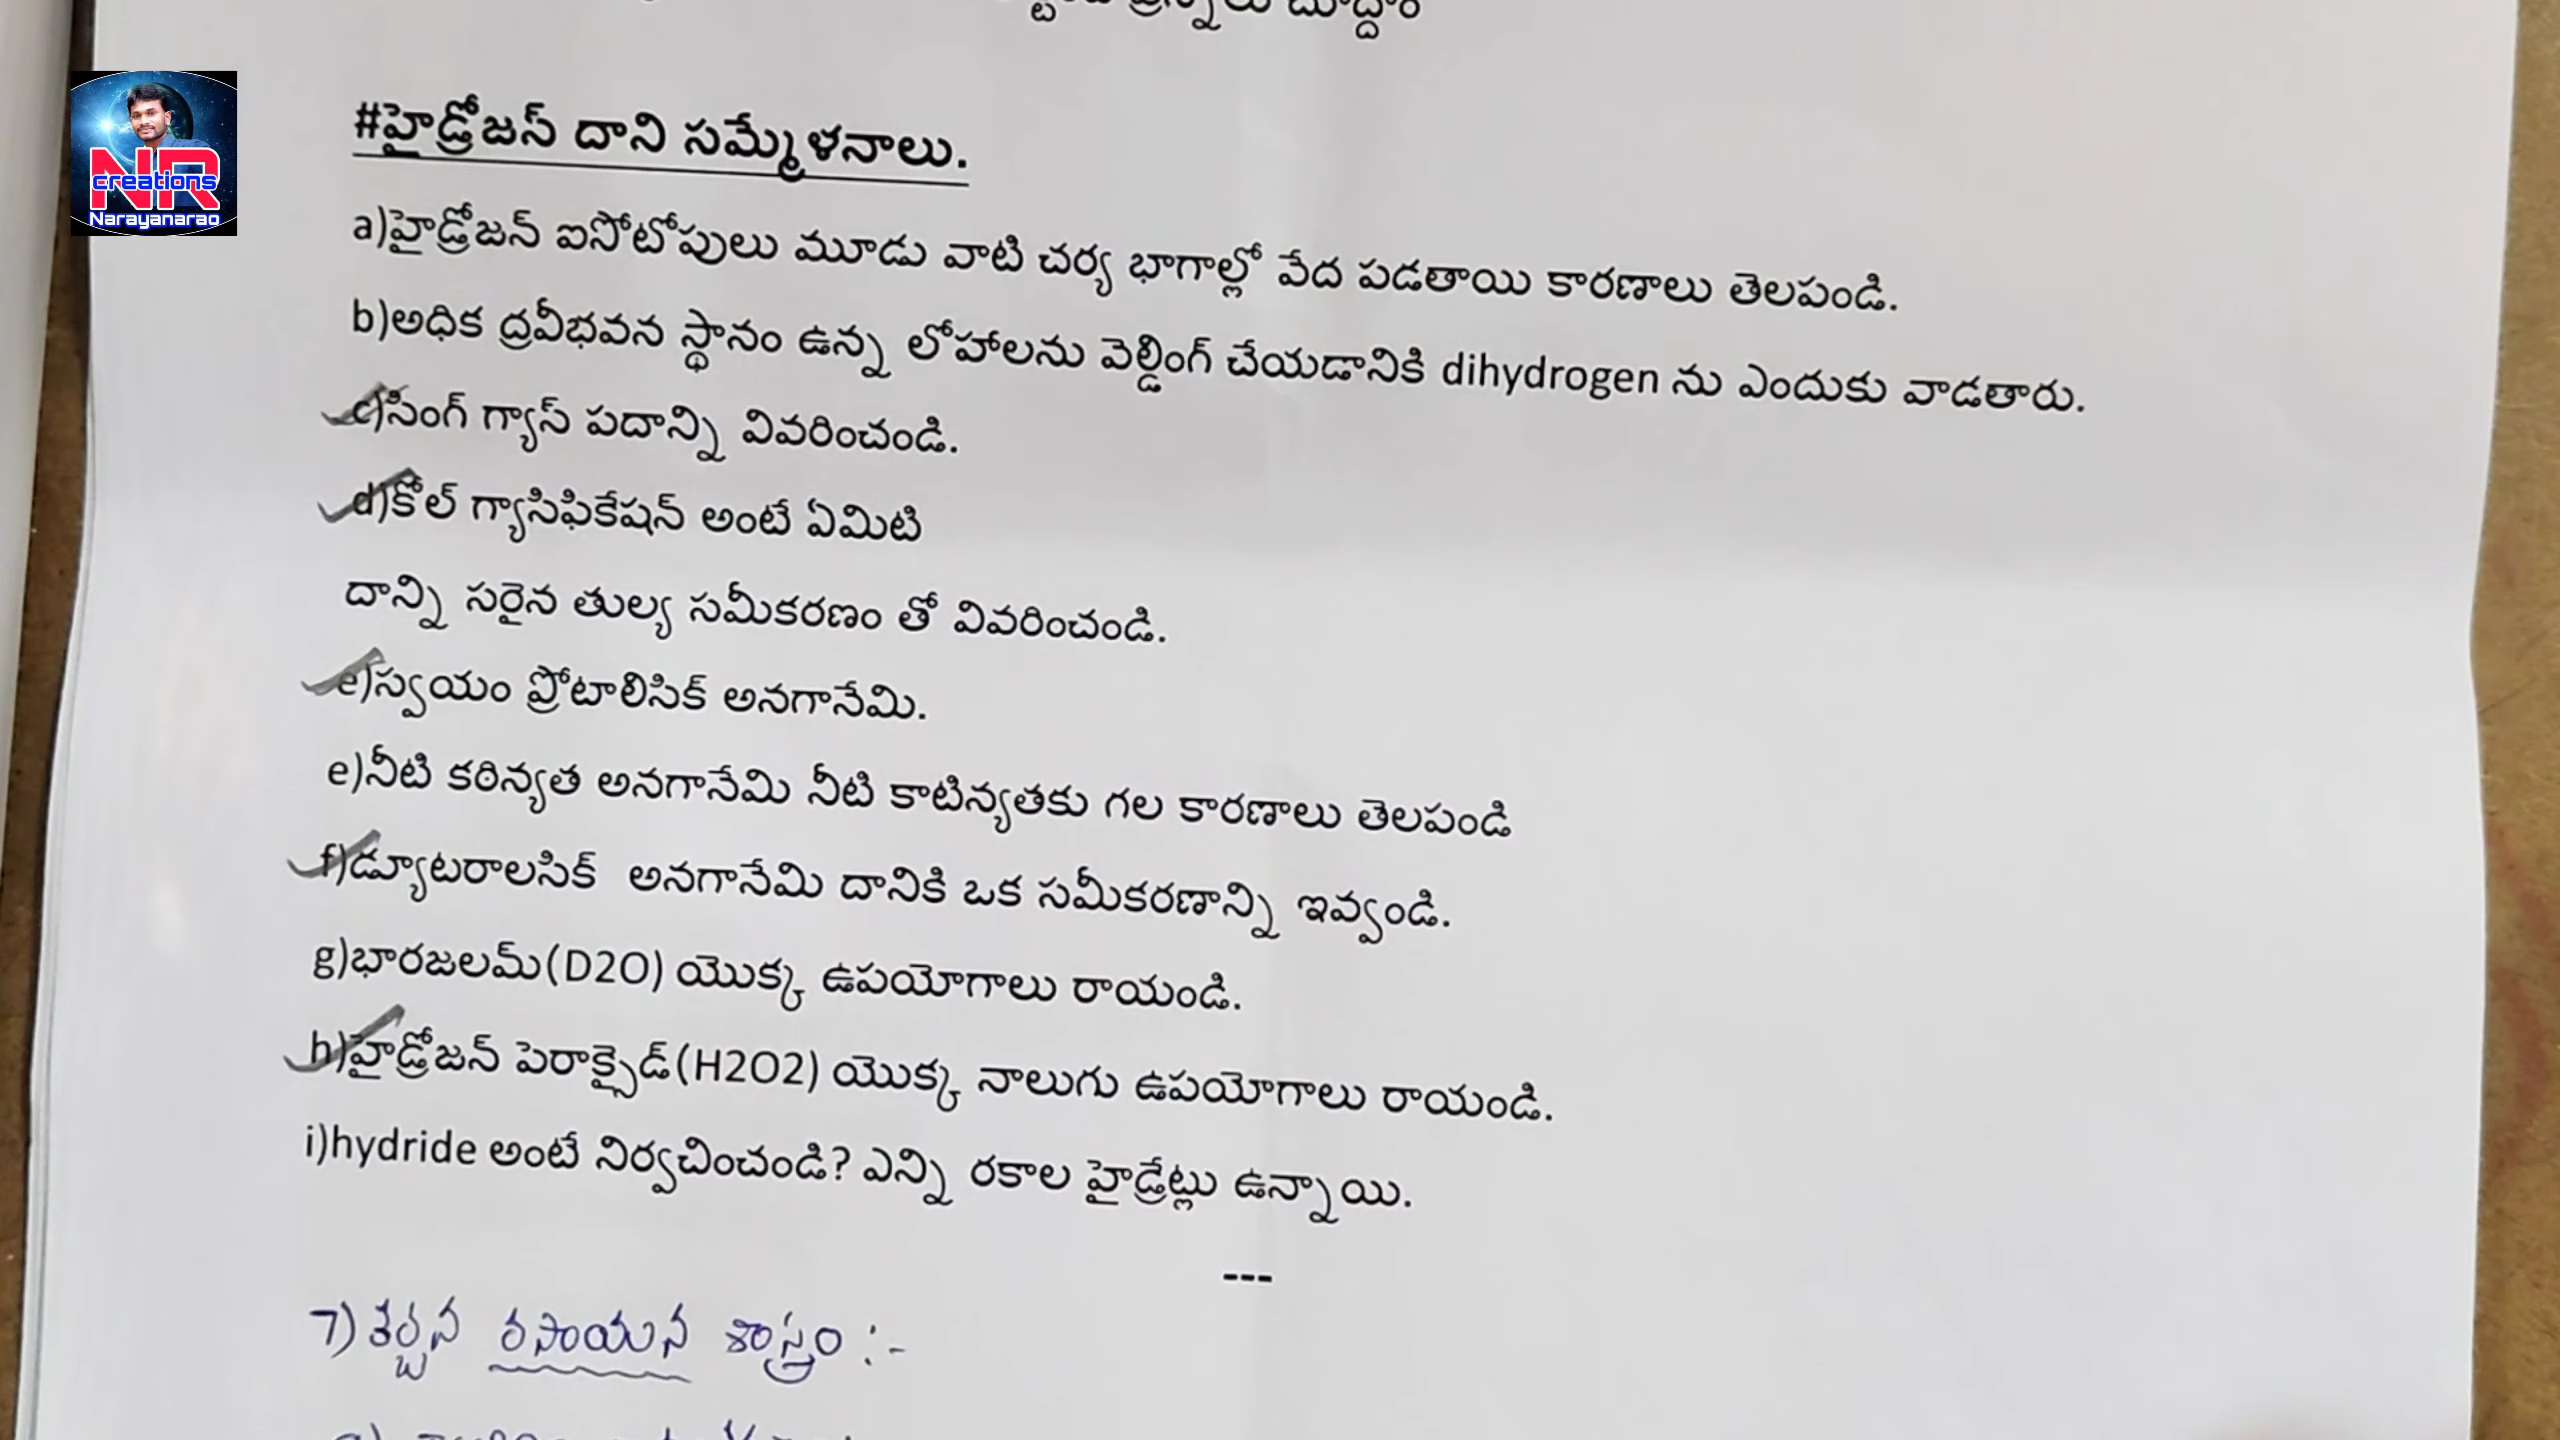 NR
creations
Narayanarao
#హైడ్రోజన్ దాని సమ్మేళనాలు.
a)హైడ్రోజన్ ఐసోటోపులు మూడు వాటి చర్య భాగాల్లో వేద పడతాయి కారణాలు తెలపండి.
b)అధిక ద్రవీభవన స్థానం ఉన్న లోహాలను వెల్డింగ్ చేయడానికి dihydrogen ను ఎందుకు వాడతారు.
c)సింగ్ గ్యాస్ పదాన్ని వివరించండి.
d)కోల్ గ్యాసిఫికేషన్ అంటే ఏమిటి
దాన్ని సరైన తుల్య సమీకరణం తో వివరించండి.
e)స్వయం ప్రోటాలిసిక్ అనగానేమి.
e)నీటి కఠిన్యత అనగానేమి నీటి కాటిన్యతకు గల కారణాలు తెలపండి
f)డ్యూటరాలసిక్ అనగానేమి దానికి ఒక సమీకరణాన్ని ఇవ్వండి.
g)భారజలమ్(D2O) యొక్క ఉపయోగాలు రాయండి.
h)హైడ్రోజన్ పెరాక్సైడ్(H2O2) యొక్క నాలుగు ఉపయోగాలు రాయండి.
i)hydride అంటే నిర్వచించండి? ఎన్ని రకాల హైడ్రేట్లు ఉన్నాయి.
---
7) కర్బన రసాయన శాస్త్రం :-